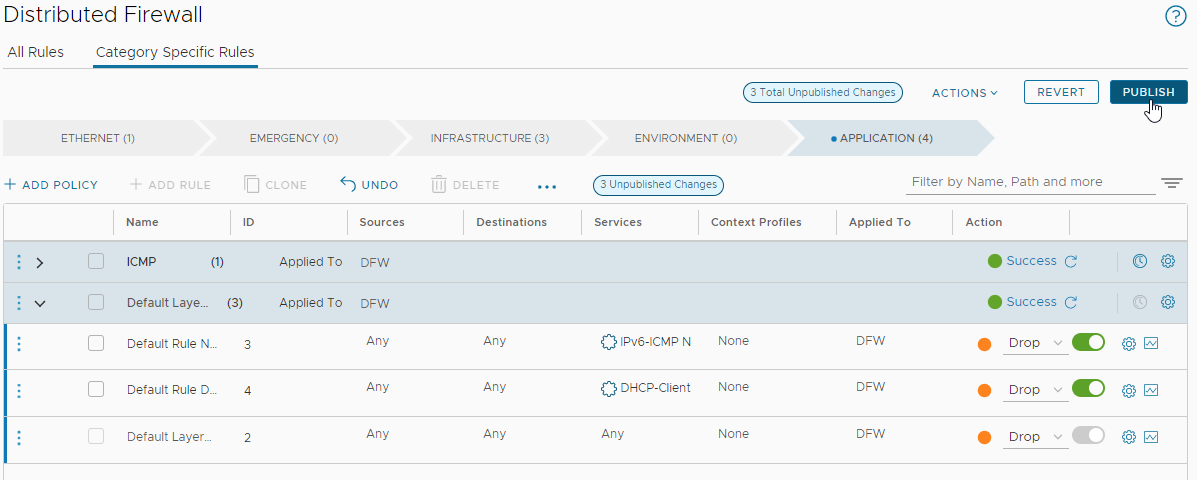 Distributed Firewall
All Rules Category Specific Rules
3 Total Unpublished Changes ACTIONS REVERT PUBLISH
ETHERNET (1) EMERGENCY (0) INFRASTRUCTURE (3) ENVIRONMENT (0) APPLICATION (4)
+ ADD POLICY + ADD RULE CLONE UNDO DELETE ... 3 Unpublished Changes Filter by Name, Path and more
Name ID Sources Destinations Services Context Profiles Applied To Action
ICMP (1) Applied To DFW Success
Default Laye... (3) Applied To DFW Success
Default Rule N... 3 Any Any IPv6-ICMP N None DFW Drop
Default Rule D... 4 Any Any DHCP-Client None DFW Drop
Default Layer... 2 Any Any Any None DFW Drop